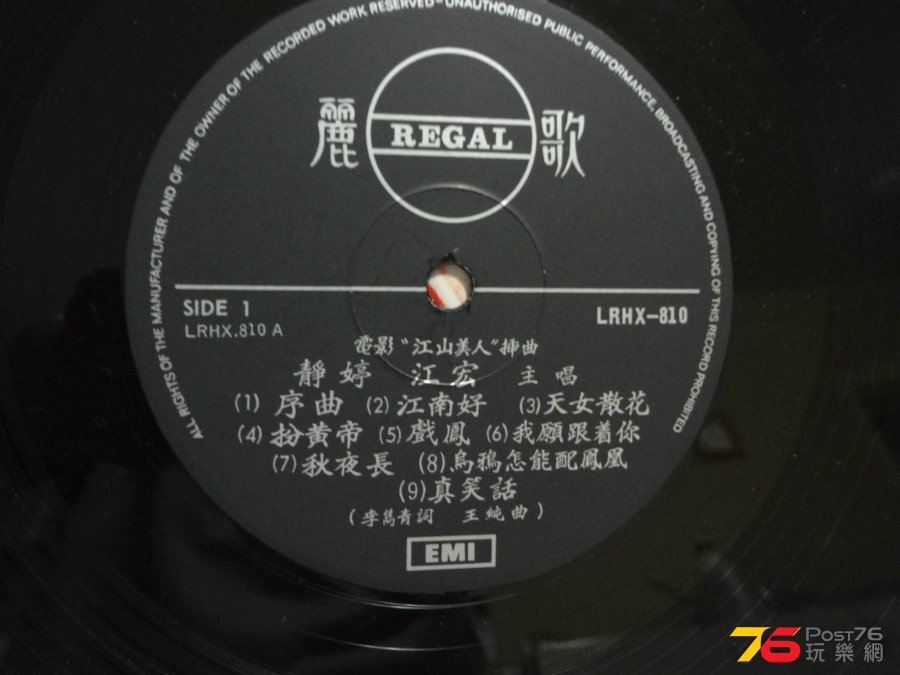 ALL RIGHTS OF THE MANUFACTURER AND OF THE OWNER OF THE RECORDED WORK RESERVED-UNAUTHORISED PUBLIC PERFORMANCE, BROADCASTING AND COPYING OF THIS RECORD PROHIBITED
麗 REGAL 歌
SIDE 1
LRHX.810 A
LRHX-810
電影“江山美人”挿曲
靜婷 江宏 主唱
(1) 序曲 (2) 江南好 (3) 天女散花
(4) 扮黃帝 (5) 戲鳳 (6) 我願跟着你
(7) 秋夜長 (8) 烏鴉怎能配鳳凰
(9) 真笑話
(李雋青詞 王純曲)
EMI
76 Post76
玩樂網